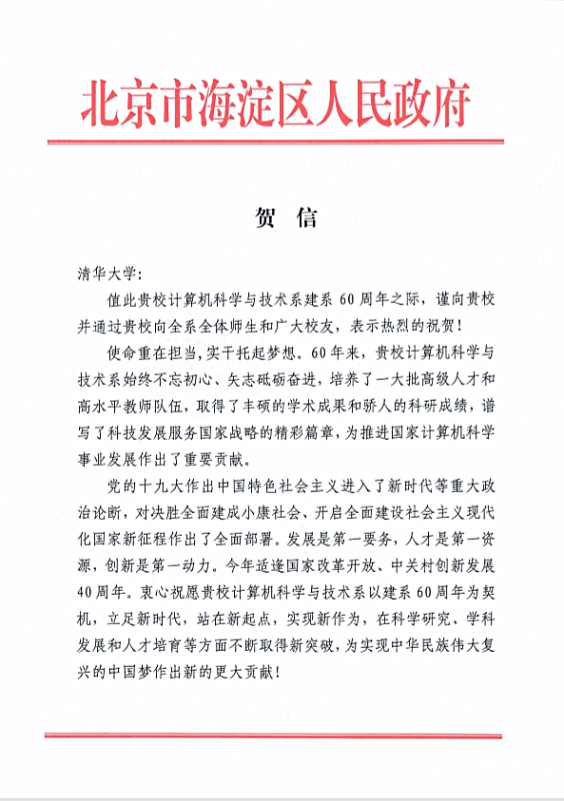 北京市海淀区人民政府
贺 信
清华大学：
值此贵校计算机科学与技术系建系 60 周年之际，谨向贵校
并通过贵校向全系全体师生和广大校友，表示热烈的祝贺！
使命重在担当,实干托起梦想。60 年来，贵校计算机科学与
技术系始终不忘初心、矢志砥砺奋进，培养了一大批高级人才和
高水平教师队伍，取得了丰硕的学术成果和骄人的科研成绩，谱
写了科技发展服务国家战略的精彩篇章，为推进国家计算机科学
事业发展作出了重要贡献。
党的十九大作出中国特色社会主义进入了新时代等重大政
治论断，对决胜全面建成小康社会、开启全面建设社会主义现代
化国家新征程作出了全面部署。发展是第一要务，人才是第一资
源，创新是第一动力。今年适逢国家改革开放、中关村创新发展
40 周年。衷心祝愿贵校计算机科学与技术系以建系 60 周年为契
机，立足新时代，站在新起点，实现新作为，在科学研究、学科
发展和人才培育等方面不断取得新突破，为实现中华民族伟大复
兴的中国梦作出新的更大贡献！